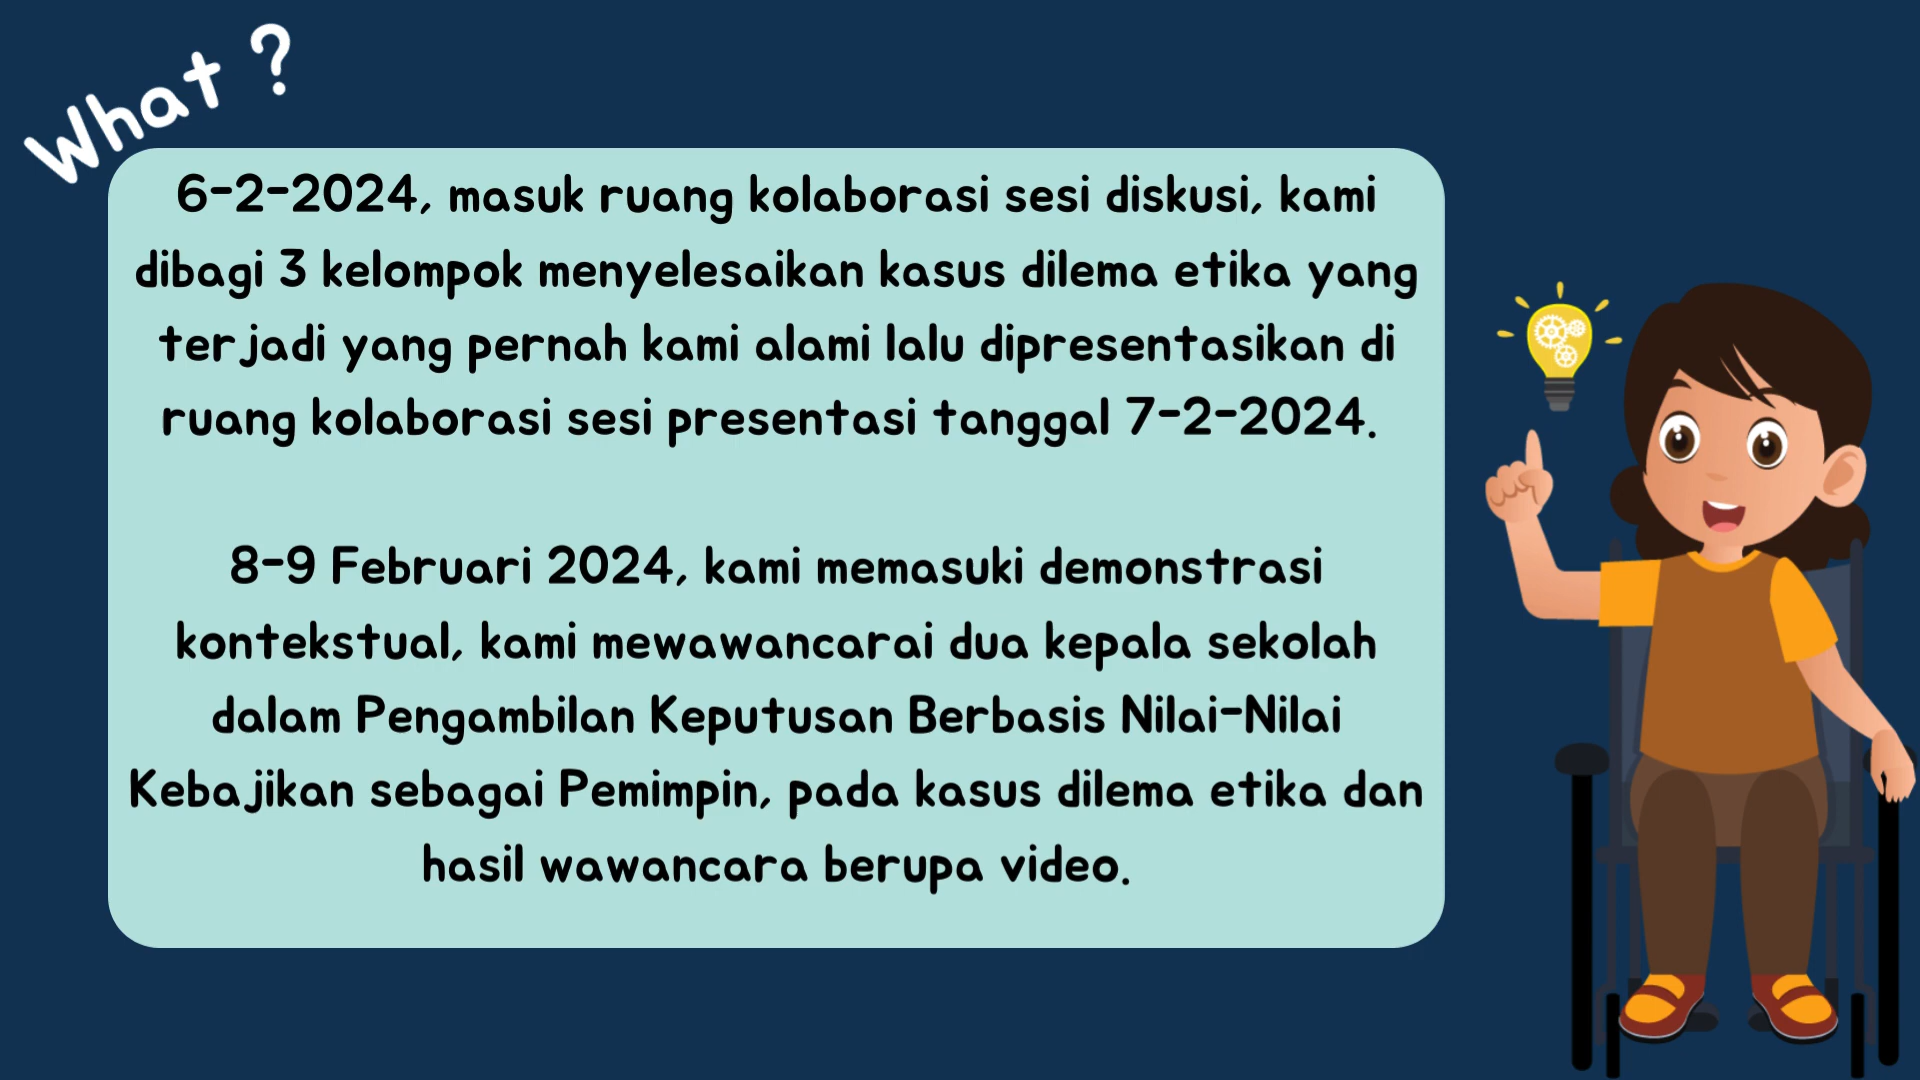 What ?
6-2-2024, masuk ruang kolaborasi sesi diskusi, kami
dibagi 3 kelompok menyelesaikan kasus dilema etika yang
terjadi yang pernah kami alami lalu dipresentasikan di
ruang kolaborasi sesi presentasi tanggal 7-2-2024.
8-9 Februari 2024, kami memasuki demonstrasi
kontekstual, kami mewawancarai dua kepala sekolah
dalam Pengambilan Keputusan Berbasis Nilai-Nilai
Kebajikan sebagai Pemimpin, pada kasus dilema etika dan
hasil wawancara berupa video.